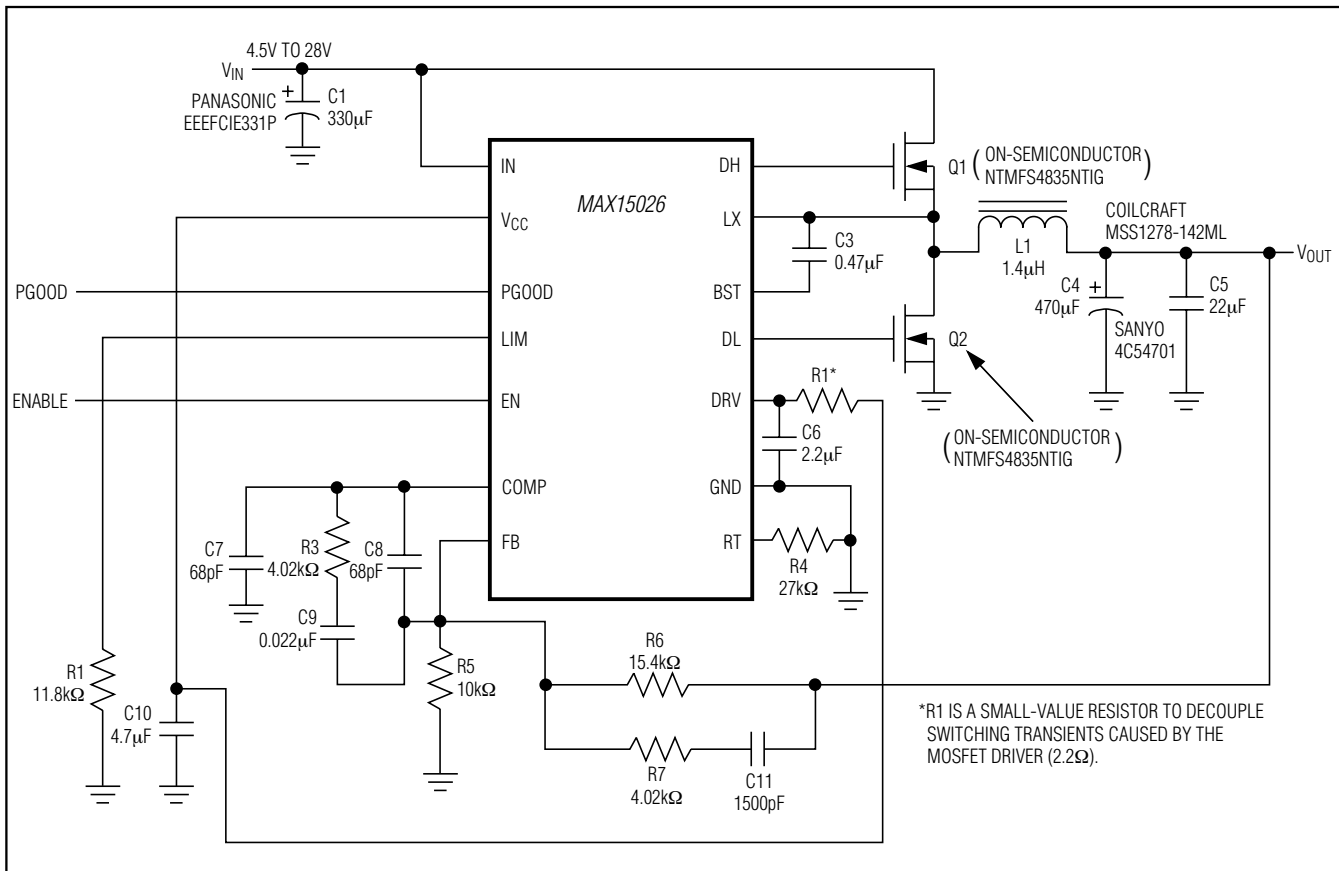 4.5V TO 28V
VIN
PANASONIC
EEEFCIE331P
+
C1
330µF
MAX15026
IN
VCC
PGOOD
LIM
EN
COMP
FB
DH
LX
BST
DL
DRV
GND
RT
PGOOD
ENABLE
Q1
(ON-SEMICONDUCTOR
NTMFS4835NTIG)
C3
0.47µF
L1
1.4µH
COILCRAFT
MSS1278-142ML
VOUT
C4
470µF
+
SANYO
4C54701
C5
22µF
Q2
(ON-SEMICONDUCTOR
NTMFS4835NTIG)
R1*
C6
2.2µF
R4
27kΩ
C7
68pF
R3
4.02kΩ
C8
68pF
C9
0.022µF
R1
11.8kΩ
C10
4.7µF
R5
10kΩ
R6
15.4kΩ
R7
4.02kΩ
C11
1500pF
*R1 IS A SMALL-VALUE RESISTOR TO DECOUPLE
SWITCHING TRANSIENTS CAUSED BY THE
MOSFET DRIVER (2.2Ω).